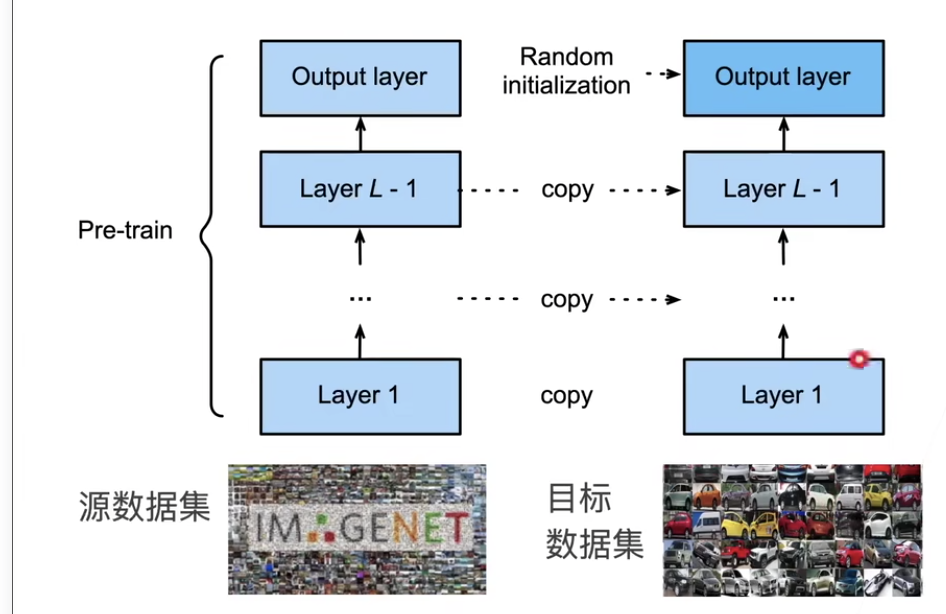 Output layer
Random
initialization
Output layer
Layer L - 1
copy
Layer L - 1
Pre-train
...
copy
...
Layer 1
copy
Layer 1
源数据集
IMAGENET
目标
数据集